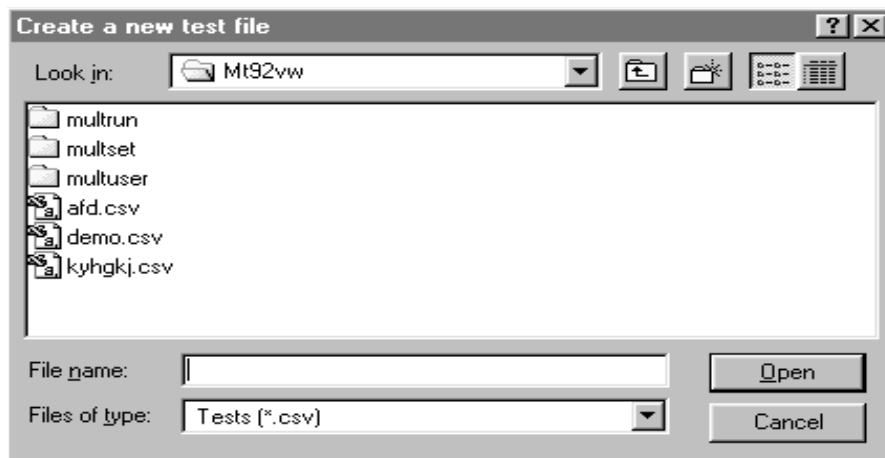 Create a new test file
Look in: Mt92vw
multrun
multset
multuser
afd.csv
demo.csv
kyhgkj.csv
File name: Open
Files of type: Tests (*.csv) Cancel